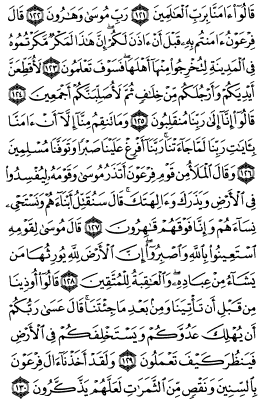 قَالُوٓاْ ءَامَنَّا بِرَبِّ ٱلْعَٰلَمِينَ ١٢١ رَبِّ مُوسَىٰ وَهَٰرُونَ ١٢٢ قَالَ
فِرْعَوْنُ ءَامَنتُم بِهِۦ قَبْلَ أَنْ ءَاذَنَ لَكُمْ إِنَّ هَٰذَا لَمَكْرٌ مَّكَرْتُمُوهُ
فِى ٱلْمَدِينَةِ لِتُخْرِجُواْ مِنْهَآ أَهْلَهَا فَسَوْفَ تَعْلَمُونَ ١٢٣ لَأُقَطِّعَنَّ
أَيْدِيَكُمْ وَأَرْجُلَكُم مِّنْ خِلَٰفٍ ثُمَّ لَأُصَلِّبَنَّكُمْ أَجْمَعِينَ ١٢٤
قَالُوٓاْ إِنَّآ إِلَىٰ رَبِّنَا مُنقَلِبُونَ ١٢٥ وَمَا تَنقِمُ مِنَّآ إِلَّآ أَنْ ءَامَنَّا
بِـَٔايَٰتِ رَبِّنَا لَمَّا جَآءَتْنَا رَبَّنَآ أَفْرِغْ عَلَيْنَا صَبْرًا وَتَوَفَّنَا مُسْلِمِينَ
١٢٦ وَقَالَ ٱلْمَلَأُ مِن قَوْمِ فِرْعَوْنَ أَتَذَرُ مُوسَىٰ وَقَوْمَهُۥ لِيُفْسِدُواْ
فِى ٱلْأَرْضِ وَيَذَرَكَ وَءَالِهَتَكَ قَالَ سَنُقَتِّلُ أَبْنَآءَهُمْ وَنَسْتَحْىِۦ
نِسَآءَهُمْ وَإِنَّا فَوْقَهُمْ قَٰهِرُونَ ١٢٧ قَالَ مُوسَىٰ لِقَوْمِهِ
ٱسْتَعِينُواْ بِٱللَّهِ وَٱصْبِرُوٓاْ إِنَّ ٱلْأَرْضَ لِلَّهِ يُورِثُهَا مَن
يَشَآءُ مِنْ عِبَادِهِۦ وَٱلْعَٰقِبَةُ لِلْمُتَّقِينَ ١٢٨ قَالُوٓاْ أُوذِينَا
مِن قَبْلِ أَن تَأْتِيَنَا وَمِنۢ بَعْدِ مَا جِئْتَنَا قَالَ عَسَىٰ رَبُّكُمْ
أَن يُهْلِكَ عَدُوَّكُمْ وَيَسْتَخْلِفَكُمْ فِى ٱلْأَرْضِ
فَيَنظُرَ كَيْفَ تَعْمَلُونَ ١٢٩ وَلَقَدْ أَخَذْنَآ ءَالَ فِرْعَوْنَ
بِٱلسِّنِينَ وَنَقْصٍ مِّنَ ٱلثَّمَرَٰتِ لَعَلَّهُمْ يَذَّكَّرُونَ ١٣٠